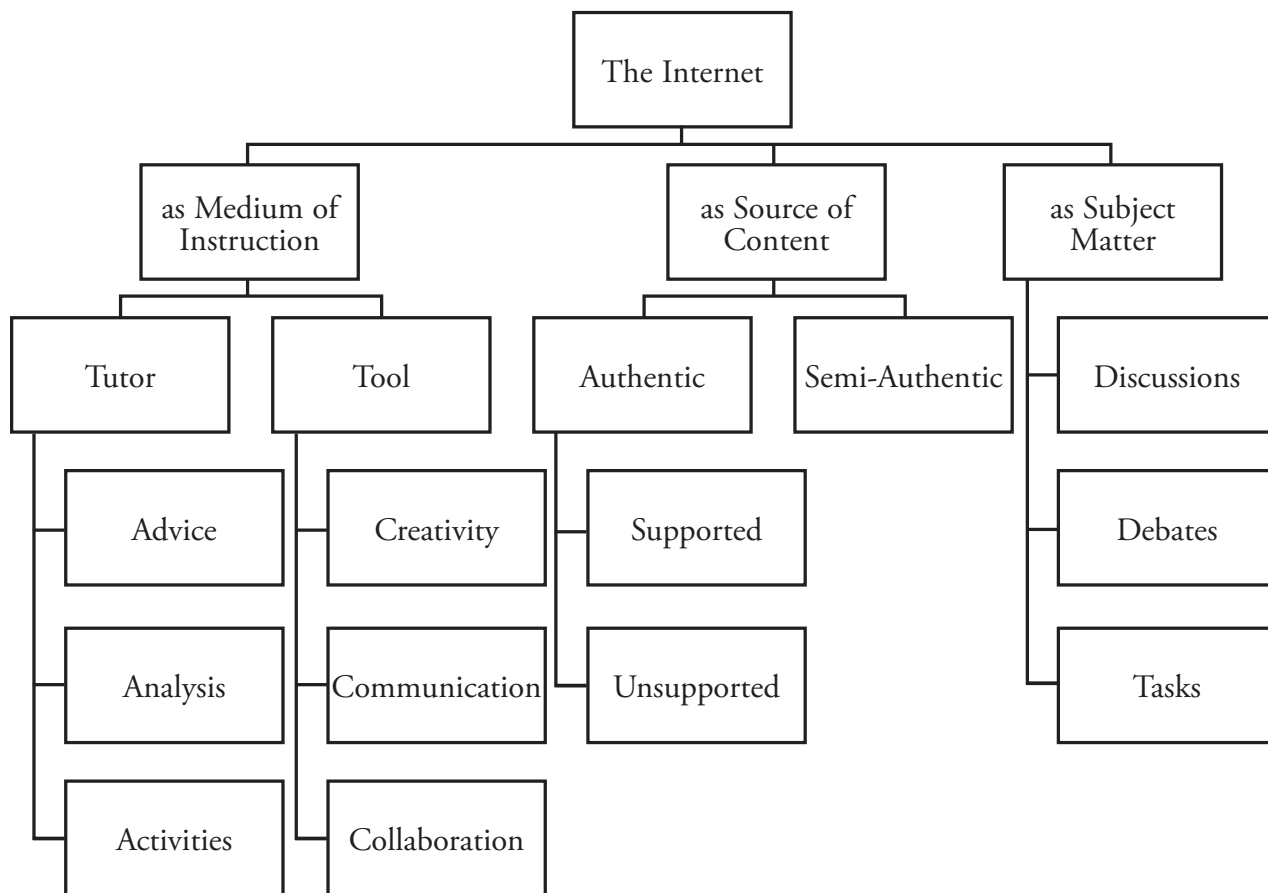 The Internet
as Medium of
Instruction
as Source of
Content
as Subject
Matter
Tutor
Tool
Authentic
Semi-Authentic
Discussions
Advice
Creativity
Supported
Debates
Analysis
Communication
Unsupported
Tasks
Activities
Collaboration